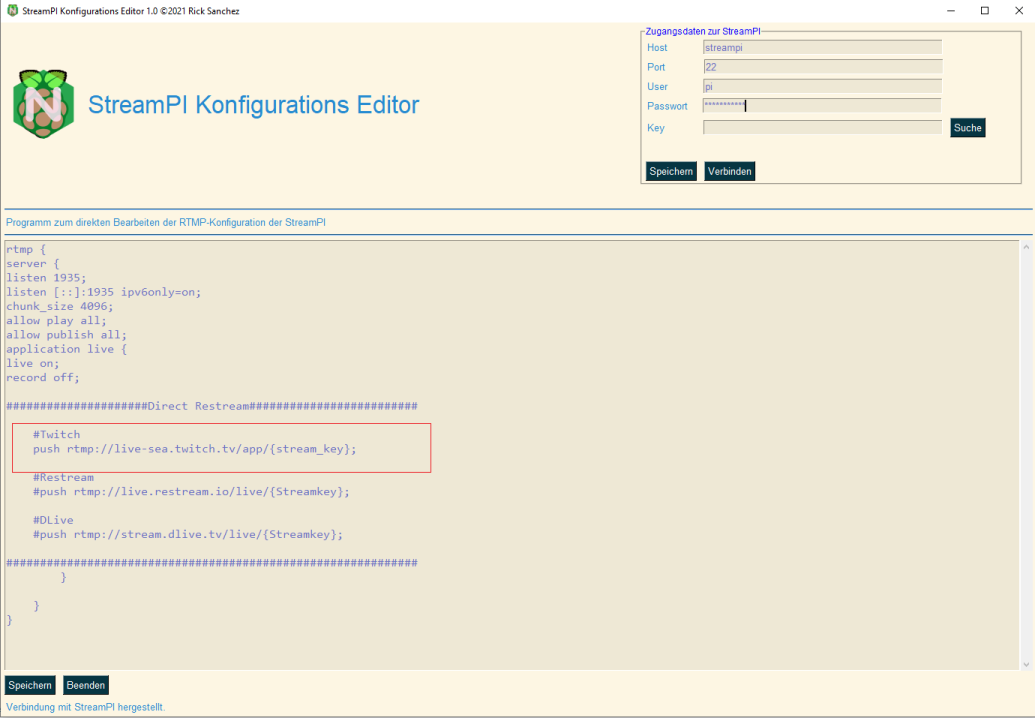 StreamPI Konfigurations Editor 1.0 ©2021 Rick Sanchez
N
StreamPI Konfigurations Editor
Zugangsdaten zur StreamPI
Host streampi
Port 22
User pi
Passwort ***********
Key
Suche
Speichern Verbinden
Programm zum direkten Bearbeiten der RTMP-Konfiguration der StreamPI
rtmp {
server {
listen 1935;
listen [::]:1935 ipv6only=on;
chunk_size 4096;
allow play all;
allow publish all;
application live {
live on;
record off;
#####################Direct Restream#########################
#Twitch
push rtmp://live-sea.twitch.tv/app/{stream_key};
#Restream
#push rtmp://live.restream.io/live/{Streamkey};
#DLive
#push rtmp://stream.dlive.tv/live/{Streamkey};
#############################################################
}
}
}
Speichern Beenden
Verbindung mit StreamPI hergestellt.